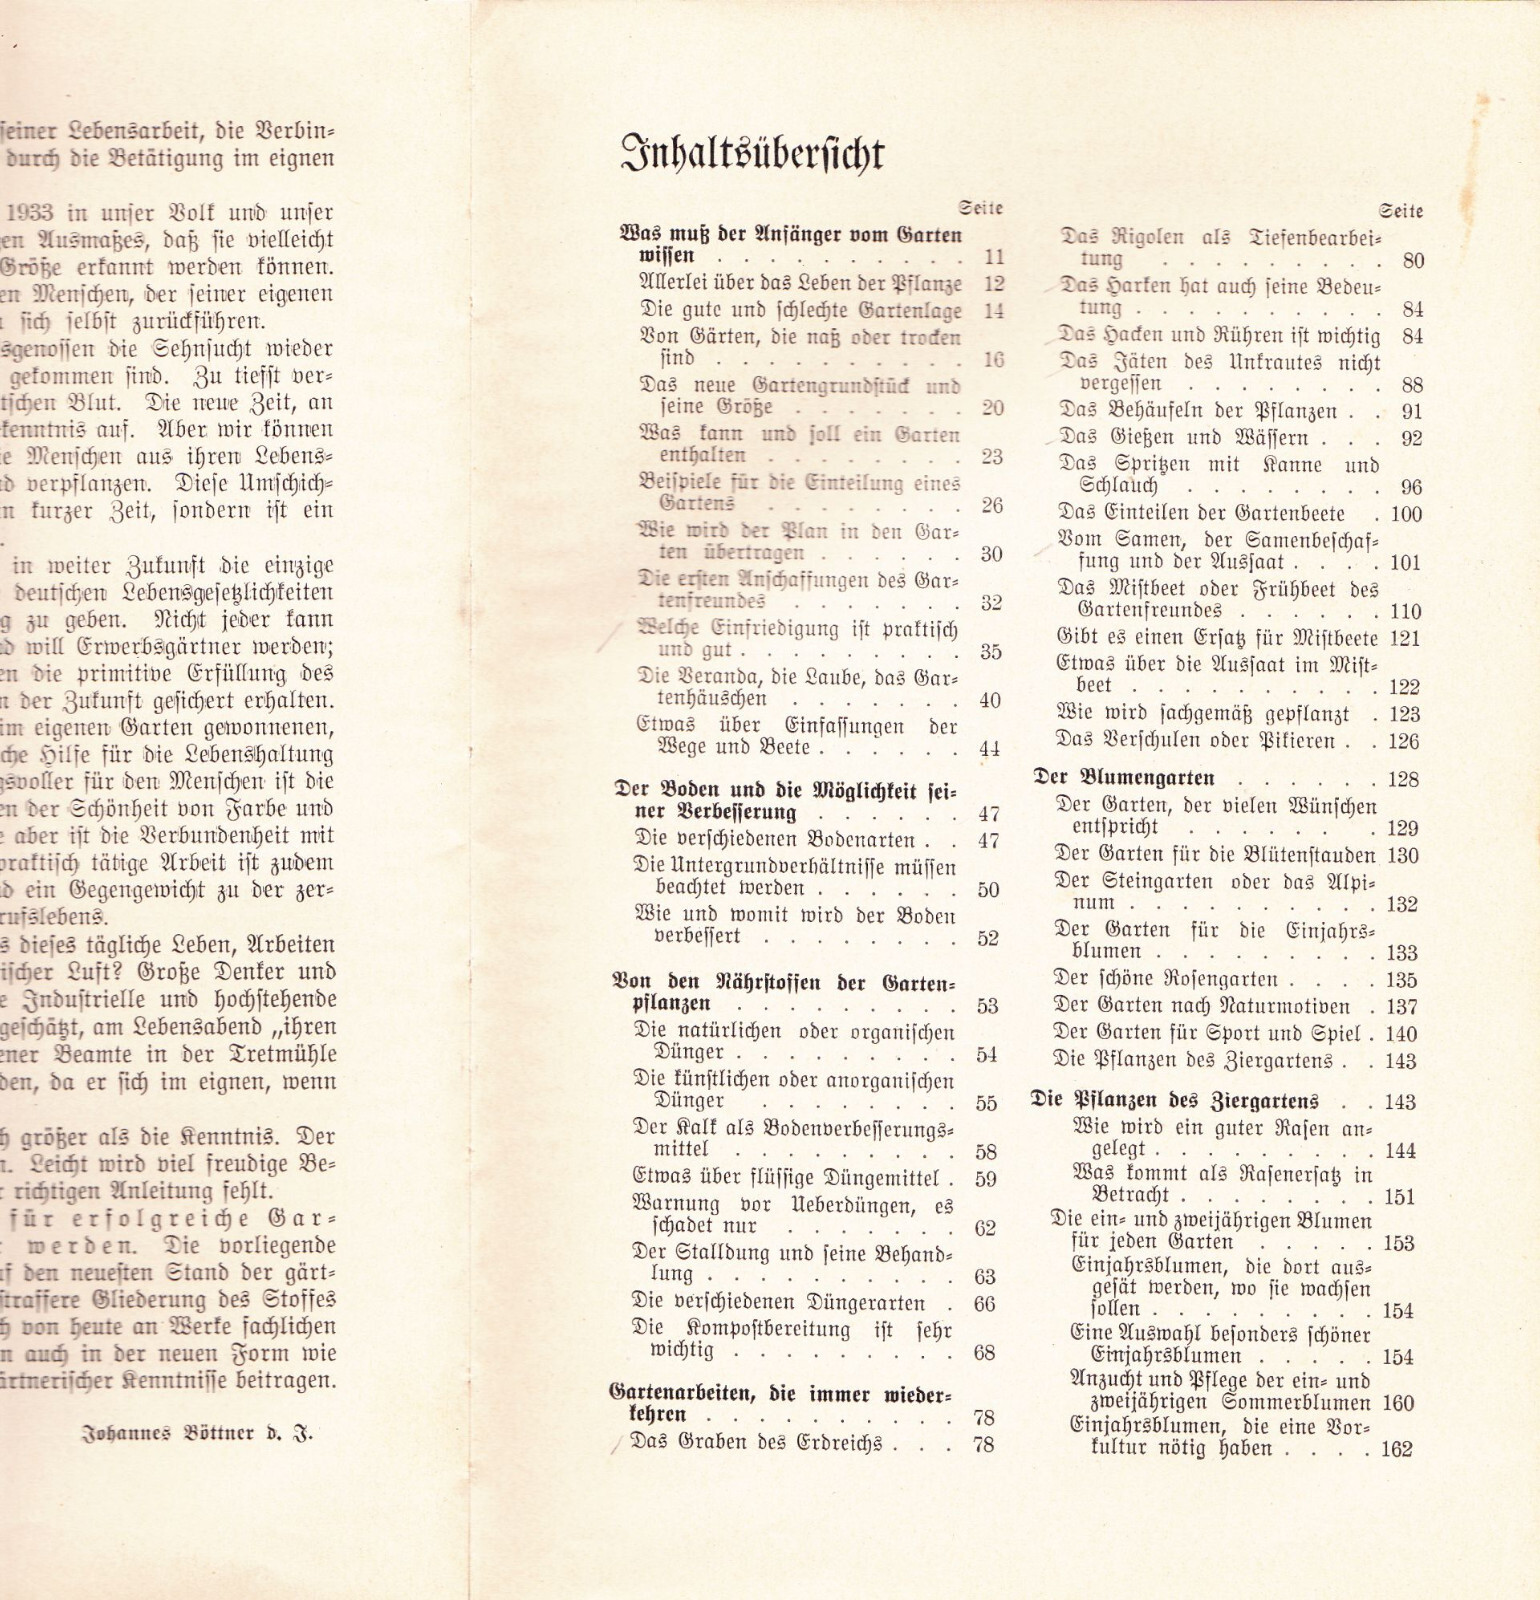 seiner Lebensarbeit, die Verbin=
durch die Betätigung im eignen
1933 in unser Volk und unser
en Ausmaßes, daß sie vielleicht
Größe erkannt werden können.
en Menschen, der seiner eigenen
sich selbst zurückführen.
sgenossen die Sehnsucht wieder
gekommen sind. Zu tiefst ver=
tschen Blut. Die neue Zeit, an
kenntnis auf. Aber wir können
ie Menschen aus ihren Lebens=
d verpflanzen. Diese Umschich=
n kurzer Zeit, sondern ist ein
.
in weiter Zukunft die einzige
deutschen Lebensgesetzlichkeiten
g zu geben. Nicht jeder kann
d will Erwerbsgärtner werden;
en die primitive Erfüllung des
n der Zukunft gesichert erhalten.
im eigenen Garten gewonnenen,
che Hilfe für die Lebenshaltung
gsvoller für den Menschen ist die
en der Schönheit von Farbe und
e aber ist die Verbundenheit mit
praktisch tätige Arbeit ist zudem
d ein Gegengewicht zu der zer=
rufslebens.
s dieses tägliche Leben, Arbeiten
ischer Luft? Große Denker und
e Industrielle und hochstehende
geschätzt, am Lebensabend „ihren
ener Beamte in der Tretmühle
den, da er sich im eignen, wenn
h größer als die Kenntnis. Der
n. Leicht wird viel freudige Be=
r richtigen Anleitung fehlt.
für erfolgreiche Gar=
werden. Die vorliegende
uf den neuesten Stand der gärt=
straffere Gliederung des Stoffes
h von heute an Werke fachlichen
n auch in der neuen Form wie
ärtnerischer Kenntnisse beitragen.
Johannes Böttner d. J.
Inhaltsübersicht
Seite
Was muß der Anfänger vom Garten
wissen . . . . . . . . . . 11
Allerlei über das Leben der Pflanze 12
Die gute und schlechte Gartenlage 14
Von Gärten, die naß oder trocken
sind . . . . . . . . . . 16
Das neue Gartengrundstück und
seine Größe . . . . . . . 20
Was kann und soll ein Garten
enthalten . . . . . . . . 23
Beispiele für die Einteilung eines
Gartens . . . . . . . . 26
Wie wird der Plan in den Gar=
ten übertragen . . . . . . 30
Die ersten Anschaffungen des Gar=
tenfreundes . . . . . . . 32
Welche Einfriedigung ist praktisch
und gut . . . . . . . . . 35
Die Veranda, die Laube, das Gar=
tenhäuschen . . . . . . . 40
Etwas über Einfassungen der
Wege und Beete . . . . . . 44
Der Boden und die Möglichkeit sei=
ner Verbesserung . . . . . . 47
Die verschiedenen Bodenarten . . 47
Die Untergrundverhältnisse müssen
beachtet werden . . . . . . 50
Wie und womit wird der Boden
verbessert . . . . . . . . 52
Von den Nährstoffen der Garten=
pflanzen . . . . . . . . . 53
Die natürlichen oder organischen
Dünger . . . . . . . . . 54
Die künstlichen oder anorganischen
Dünger . . . . . . . . 55
Der Kalk als Bodenverbesserungs=
mittel . . . . . . . . . 58
Etwas über flüssige Düngemittel . 59
Warnung vor Ueberdüngen, es
schadet nur . . . . . . . 62
Der Stalldung und seine Behand=
lung . . . . . . . . . . 63
Die verschiedenen Düngerarten . 66
Die Kompostbereitung ist sehr
wichtig . . . . . . . . . 68
Gartenarbeiten, die immer wieder=
kehren . . . . . . . . . . 78
Das Graben des Erdreichs . . . 78
Seite
Das Rigolen als Tiefenbearbei=
tung . . . . . . . . . 80
Das Harken hat auch seine Bedeu=
tung . . . . . . . . . . 84
Das Hacken und Rühren ist wichtig 84
Das Jäten des Unkrautes nicht
vergessen . . . . . . . . 88
Das Behäufeln der Pflanzen . . 91
Das Gießen und Wässern . . . 92
Das Spritzen mit Kanne und
Schlauch . . . . . . . . 96
Das Einteilen der Gartenbeete . 100
Vom Samen, der Samenbeschaf=
fung und der Aussaat . . . . 101
Das Mistbeet oder Frühbeet des
Gartenfreundes . . . . . . 110
Gibt es einen Ersatz für Mistbeete 121
Etwas über die Aussaat im Mist=
beet . . . . . . . . . . 122
Wie wird sachgemäß gepflanzt . 123
Das Verschulen oder Pikieren . . 126
Der Blumengarten . . . . . . 128
Der Garten, der vielen Wünschen
entspricht . . . . . . . . 129
Der Garten für die Blütenstauden 130
Der Steingarten oder das Alpi=
num . . . . . . . . . . 132
Der Garten für die Einjahrs=
blumen . . . . . . . . . 133
Der schöne Rosengarten . . . . 135
Der Garten nach Naturmotiven . 137
Der Garten für Sport und Spiel . 140
Die Pflanzen des Ziergartens . . 143
Die Pflanzen des Ziergartens . . 143
Wie wird ein guter Rasen an=
gelegt . . . . . . . . . 144
Was kommt als Rasenersatz in
Betracht . . . . . . . . 151
Die ein= und zweijährigen Blumen
für jeden Garten . . . . . 153
Einjahrsblumen, die dort aus=
gesät werden, wo sie wachsen
sollen . . . . . . . . . 154
Eine Auswahl besonders schöner
Einjahrsblumen . . . . . 154
Anzucht und Pflege der ein= und
zweijährigen Sommerblumen 160
Einjahrsblumen, die eine Vor=
kultur nötig haben . . . . 162